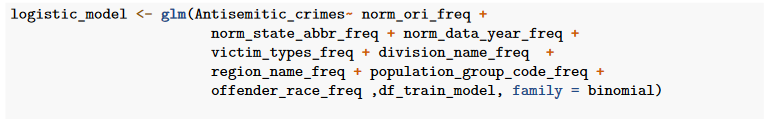 logistic_model <- glm(Antisemitic_crimes~ norm_ori_freq +
norm_state_abbr_freq + norm_data_year_freq +
victim_types_freq + division_name_freq +
region_name_freq + population_group_code_freq +
offender_race_freq ,df_train_model, family = binomial)